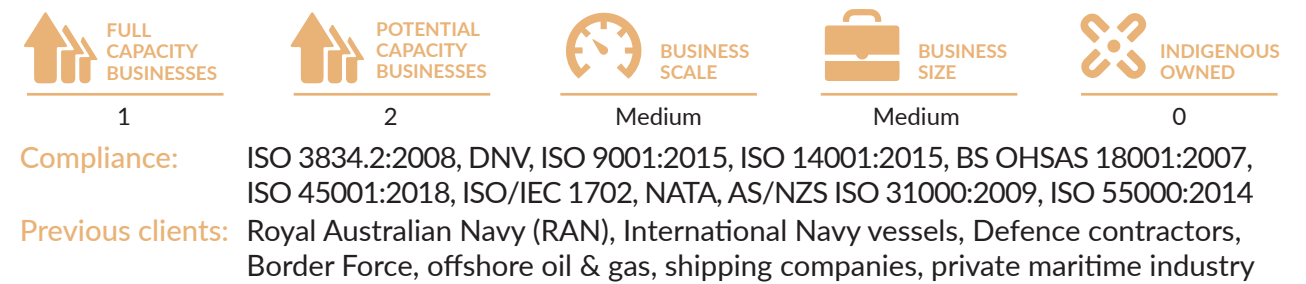 FULL
CAPACITY
BUSINESSES
POTENTIAL
CAPACITY
BUSINESSES
BUSINESS
SCALE
BUSINESS
SIZE
INDIGENOUS
OWNED
1
2
Medium
Medium
0
Compliance: ISO 3834.2:2008, DNV, ISO 9001:2015, ISO 14001:2015, BS OHSAS 18001:2007,
ISO 45001:2018, ISO/IEC 1702, NATA, AS/NZS ISO 31000:2009, ISO 55000:2014
Previous clients: Royal Australian Navy (RAN), International Navy vessels, Defence contractors,
Border Force, offshore oil & gas, shipping companies, private maritime industry